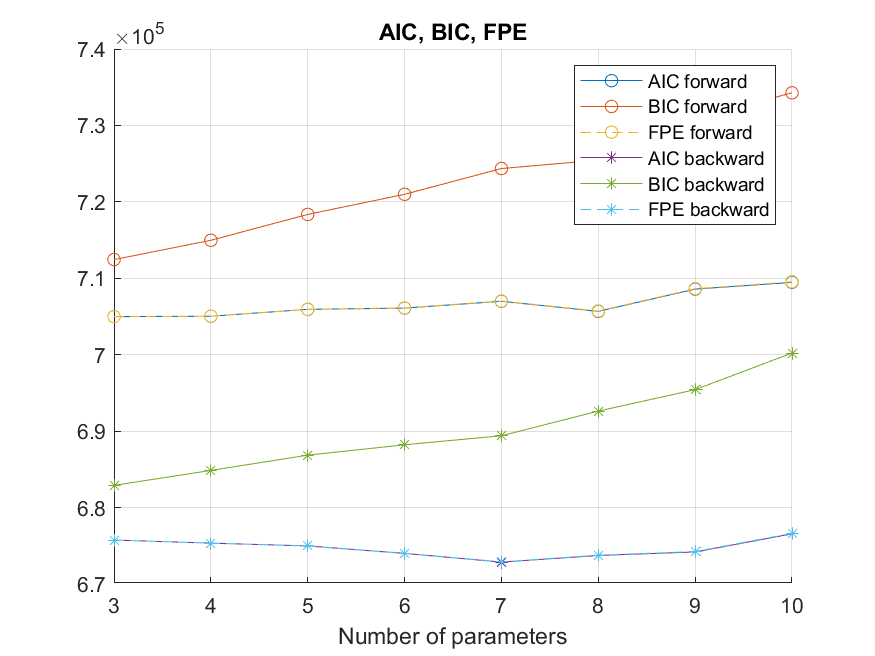 AIC, BIC, FPE
×10⁵
7.4
7.3
7.2
7.1
7
6.9
6.8
6.7
3 4 5 6 7 8 9 10
Number of parameters
AIC forward
BIC forward
FPE forward
AIC backward
BIC backward
FPE backward